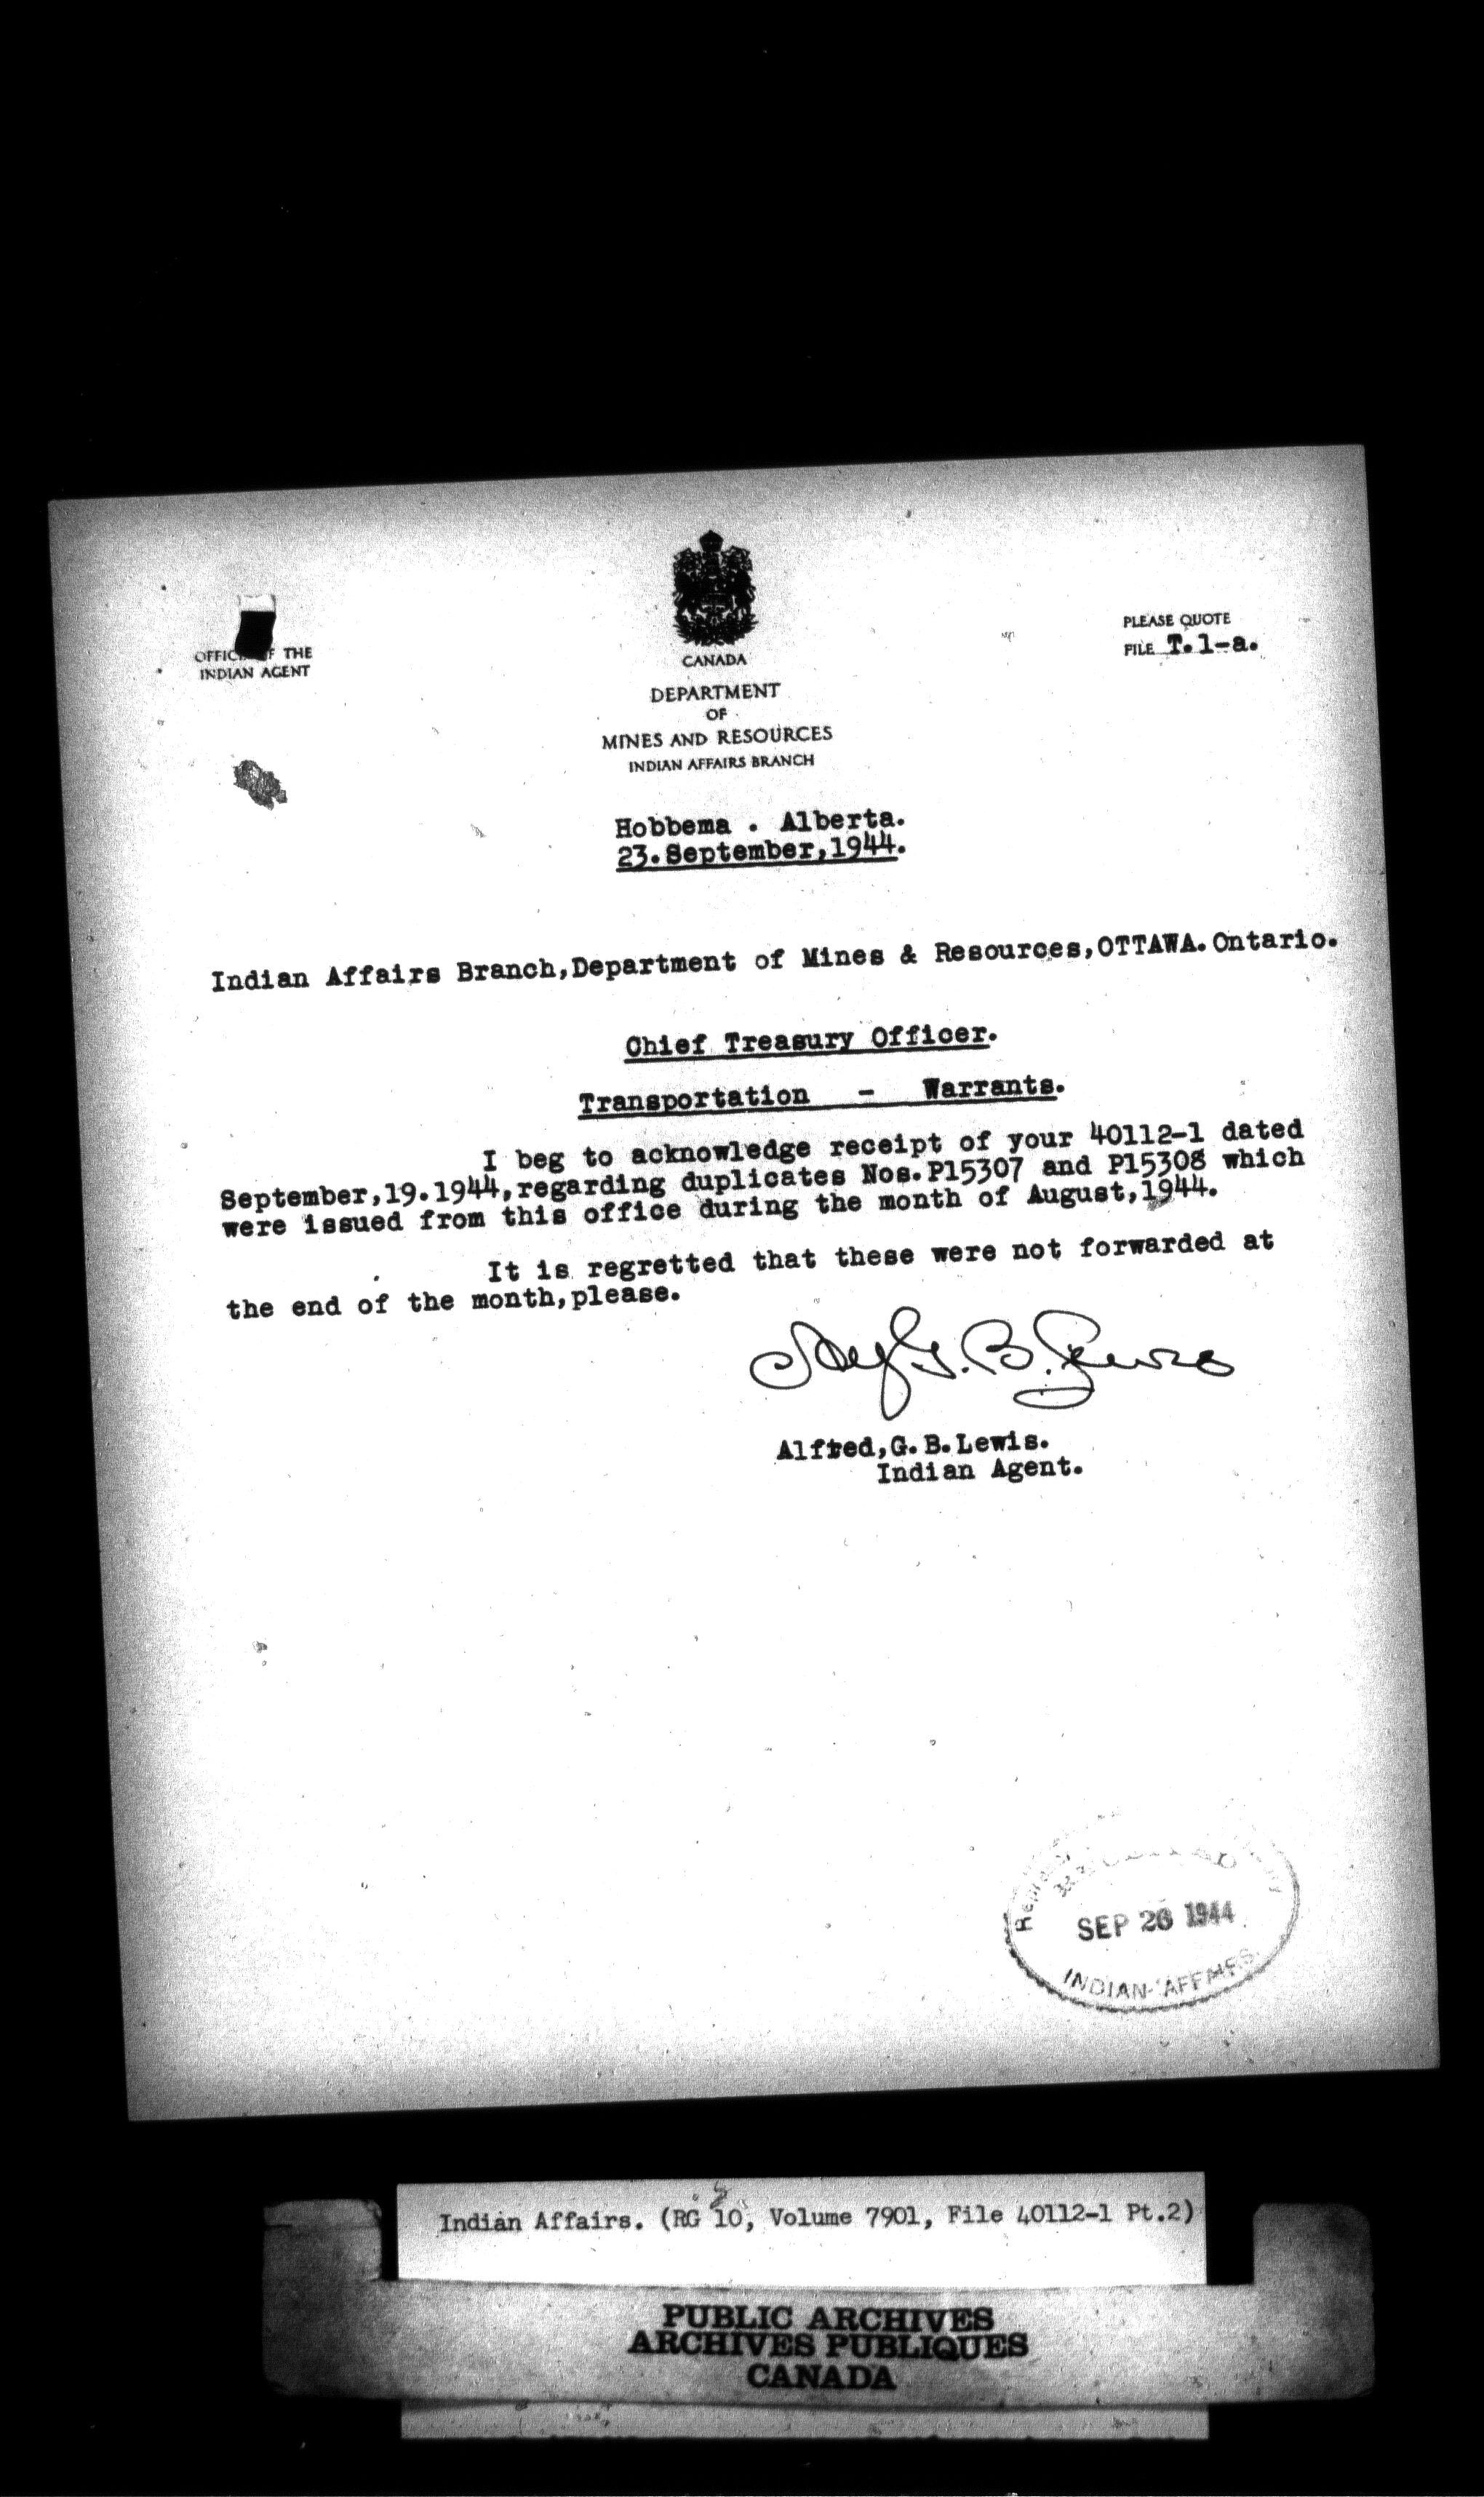 OFFICE OF THE
INDIAN AGENT
CANADA
DEPARTMENT
OF
MINES AND RESOURCES
INDIAN AFFAIRS BRANCH
PLEASE QUOTE
FILE T.1-a.
Hobbema . Alberta.
23.September,1944.
Indian Affairs Branch,Department of Mines & Resources,OTTAWA.Ontario.
Chief Treasury Officer.
Transportation - Warrants.
I beg to acknowledge receipt of your 40112-1 dated
September,19.1944,regarding duplicates Nos.P15307 and P15308 which
were issued from this office during the month of August,1944.
It is regretted that these were not forwarded at
the end of the month,please.
Alf G. B. Lewis
Alfred,G.B.Lewis.
Indian Agent.
SEP 26 1944
INDIAN AFFAIRS
Indian Affairs. (RG 10, Volume 7901, File 40112-1 Pt.2)
PUBLIC ARCHIVES
ARCHIVES PUBLIQUES
CANADA